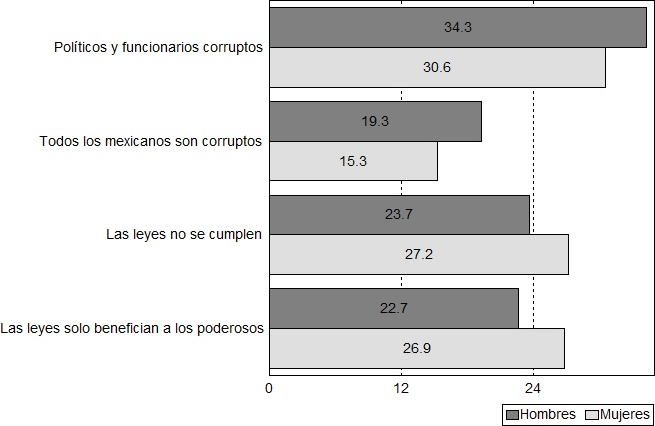 Políticos y funcionarios corruptos
34.3
30.6
Todos los mexicanos son corruptos
19.3
15.3
Las leyes no se cumplen
23.7
27.2
Las leyes solo benefician a los poderosos
22.7
26.9
0 12 24
Hombres Mujeres